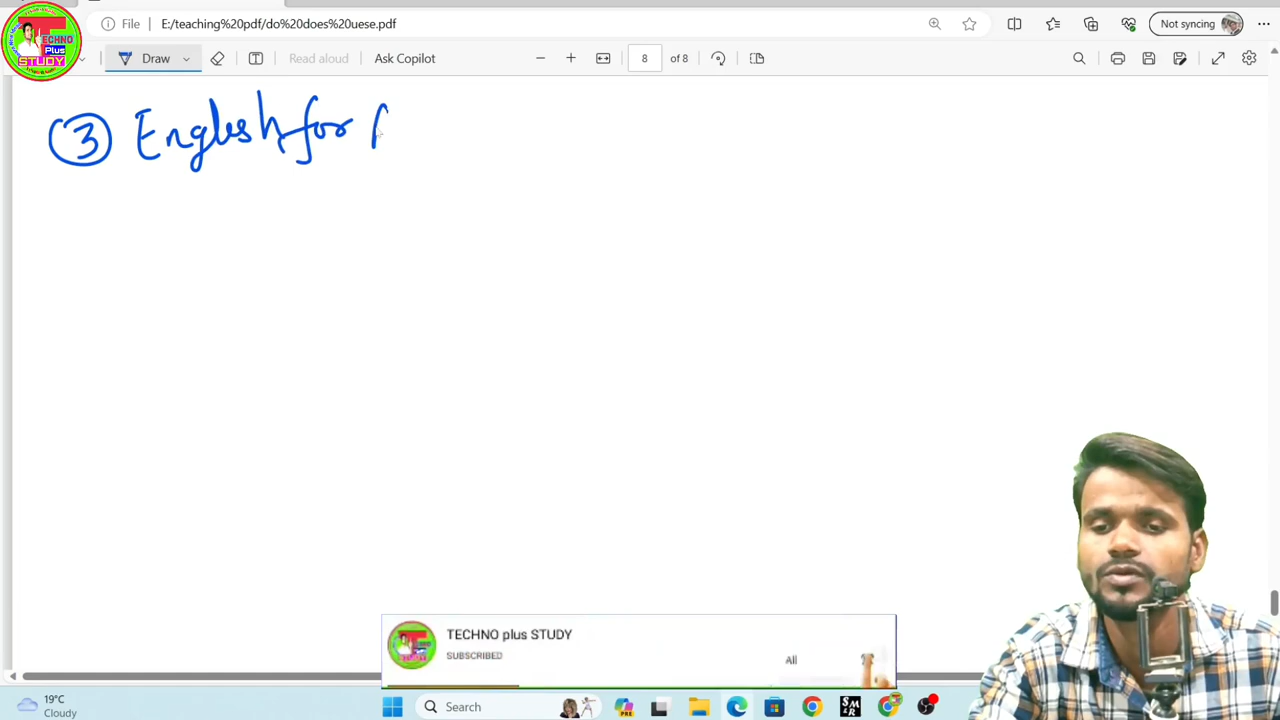 File E:/teaching%20pdf/do%20does%20uese.pdf Not syncing
Draw Read aloud Ask Copilot 8 of 8
TECHNO
Plus
STUDY
3 English for
TECHNO plus STUDY
SUBSCRIBED
All
19°C
Cloudy
Search